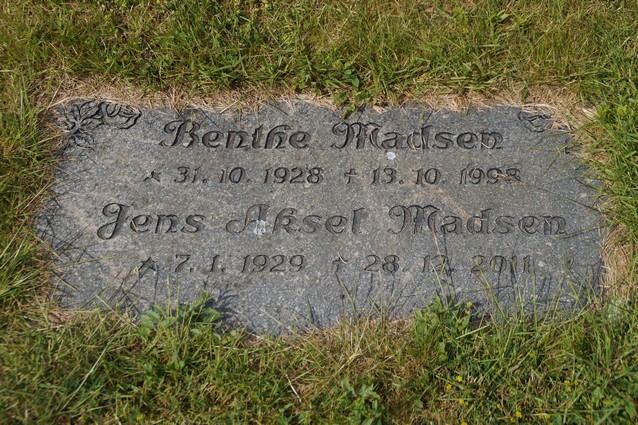 Benthe Madsen
* 31. 10. 1928 † 13. 10. 1998
Jens Aksel Madsen
* 7. 1. 1929 † 28. 12. 2011